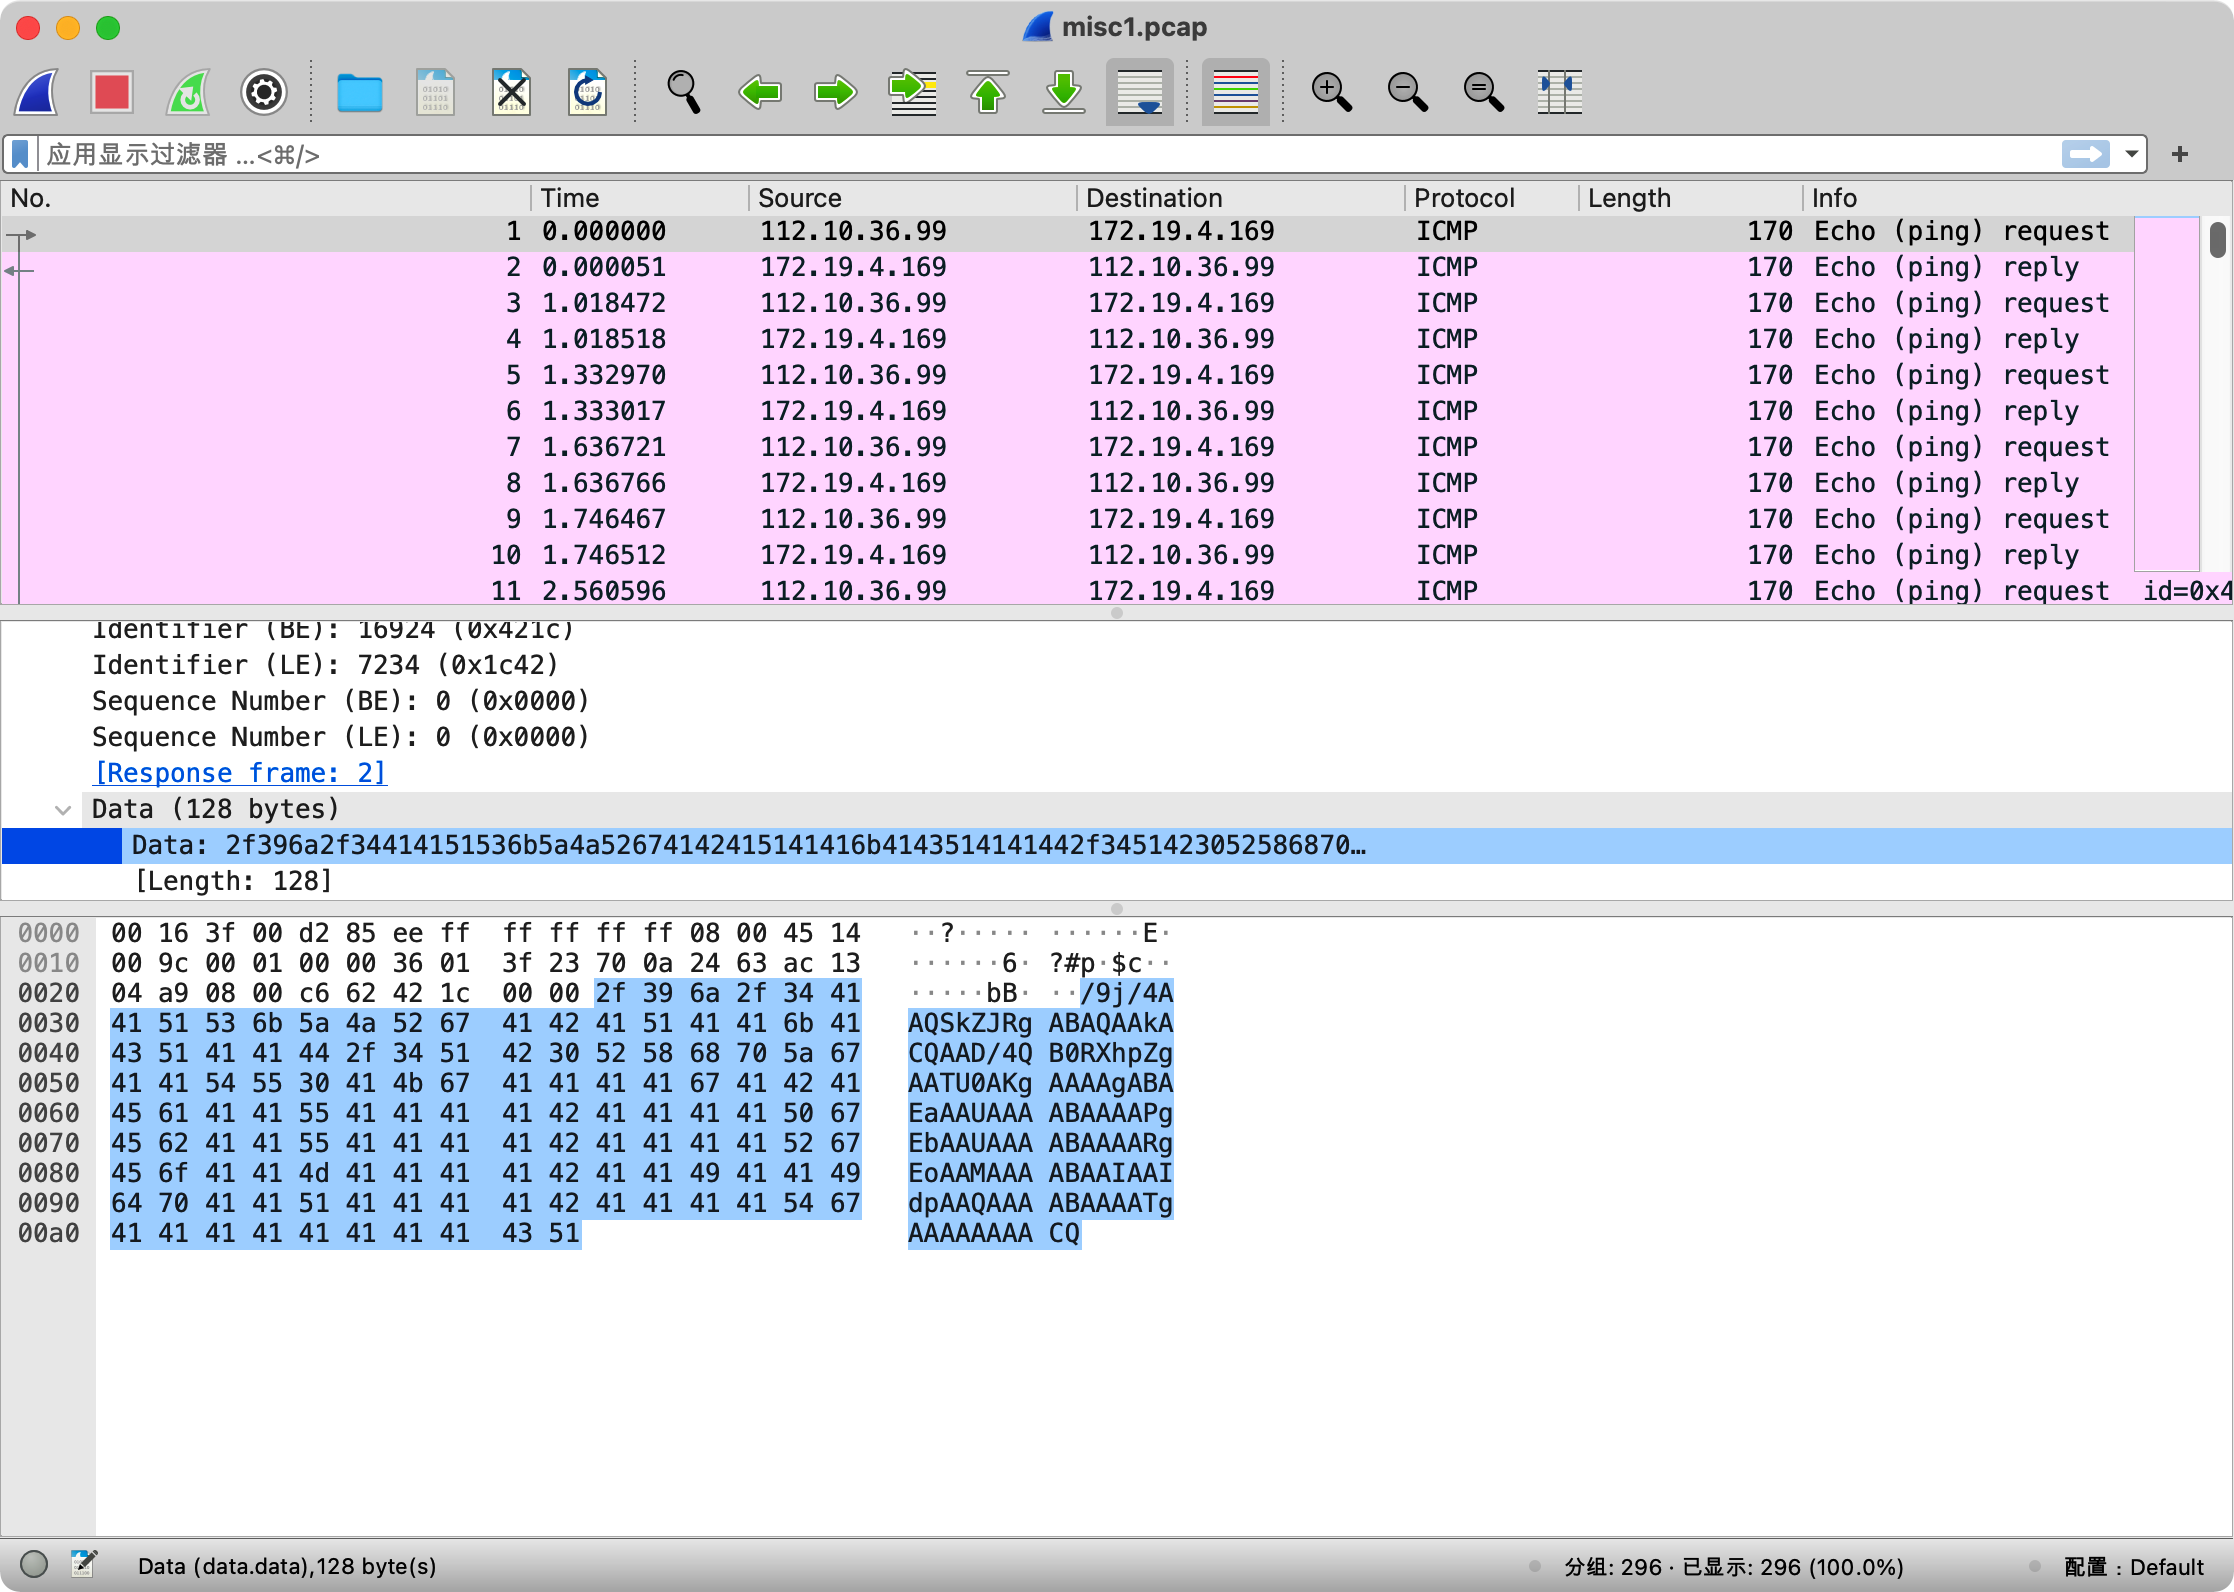 misc1.pcap
应用显示过滤器 ...<⌘/>
No. Time Source Destination Protocol Length Info
1 0.000000 112.10.36.99 172.19.4.169 ICMP 170 Echo (ping) request
2 0.000051 172.19.4.169 112.10.36.99 ICMP 170 Echo (ping) reply
3 1.018472 112.10.36.99 172.19.4.169 ICMP 170 Echo (ping) request
4 1.018518 172.19.4.169 112.10.36.99 ICMP 170 Echo (ping) reply
5 1.332970 112.10.36.99 172.19.4.169 ICMP 170 Echo (ping) request
6 1.333017 172.19.4.169 112.10.36.99 ICMP 170 Echo (ping) reply
7 1.636721 112.10.36.99 172.19.4.169 ICMP 170 Echo (ping) request
8 1.636766 172.19.4.169 112.10.36.99 ICMP 170 Echo (ping) reply
9 1.746467 112.10.36.99 172.19.4.169 ICMP 170 Echo (ping) request
10 1.746512 172.19.4.169 112.10.36.99 ICMP 170 Echo (ping) reply
11 2.560596 112.10.36.99 172.19.4.169 ICMP 170 Echo (ping) request id=0x4
Identifier (BE): 16924 (0x421c)
Identifier (LE): 7234 (0x1c42)
Sequence Number (BE): 0 (0x0000)
Sequence Number (LE): 0 (0x0000)
[Response frame: 2]
Data (128 bytes)
Data: 2f396a2f34414151536b5a4a52674142415141416b4143514141442f3451423052586870…
[Length: 128]
0000 00 16 3f 00 d2 85 ee ff ff ff ff ff 08 00 45 14 ··?····· ······E·
0010 00 9c 00 01 00 00 36 01 3f 23 70 0a 24 63 ac 13 ······6· ?#p·$c··
0020 04 a9 08 00 c6 62 42 1c 00 00 2f 39 6a 2f 34 41 ·····bB· ··/9j/4A
0030 41 51 53 6b 5a 4a 52 67 41 42 41 51 41 41 6b 41 AQSkZJRg ABAQAAkA
0040 43 51 41 41 44 2f 34 51 42 30 52 58 68 70 5a 67 CQAAD/4Q B0RXhpZg
0050 41 41 54 55 30 41 4b 67 41 41 41 41 67 41 42 41 AATU0AKg AAAAgABA
0060 45 61 41 41 55 41 41 41 41 42 41 41 41 41 50 67 EaAAUAAA ABAAAAPg
0070 45 62 41 41 55 41 41 41 41 42 41 41 41 41 52 67 EbAAUAAA ABAAAARg
0080 45 6f 41 41 4d 41 41 41 41 42 41 41 49 41 41 49 EoAAMAAA ABAAIAAI
0090 64 70 41 41 51 41 41 41 41 42 41 41 41 41 54 67 dpAAQAAA ABAAAATg
00a0 41 41 41 41 41 41 41 41 43 51 AAAAAAAA CQ
Data (data.data),128 byte(s) 分组: 296 · 已显示: 296 (100.0%) 配置：Default